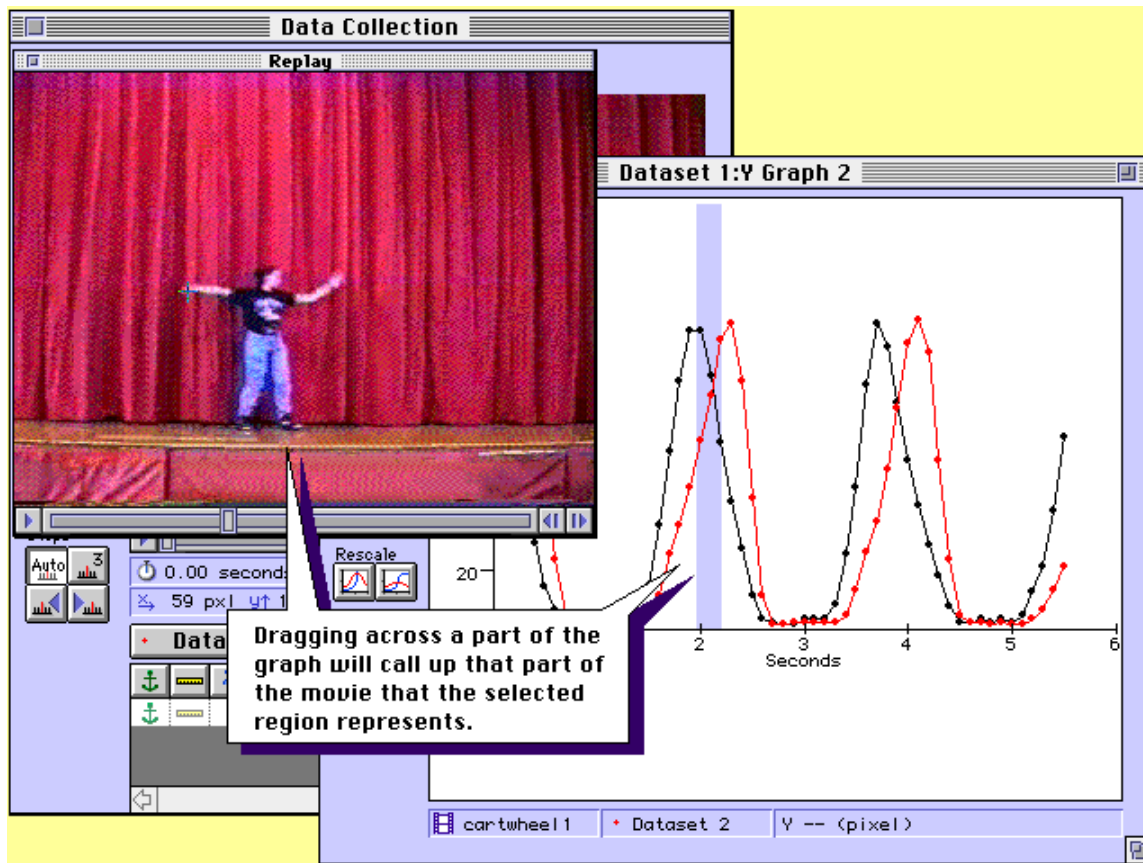 Data Collection
Replay
Dataset 1:Y Graph 2
Auto
3
0.00 seconds
Rescale
59 pxl y↑ 1
20
2 4 5 6
Seconds
Data
Dragging across a part of the
graph will call up that part of
the movie that the selected
region represents.
cartwheel1 Dataset 2 Y -- (pixel)